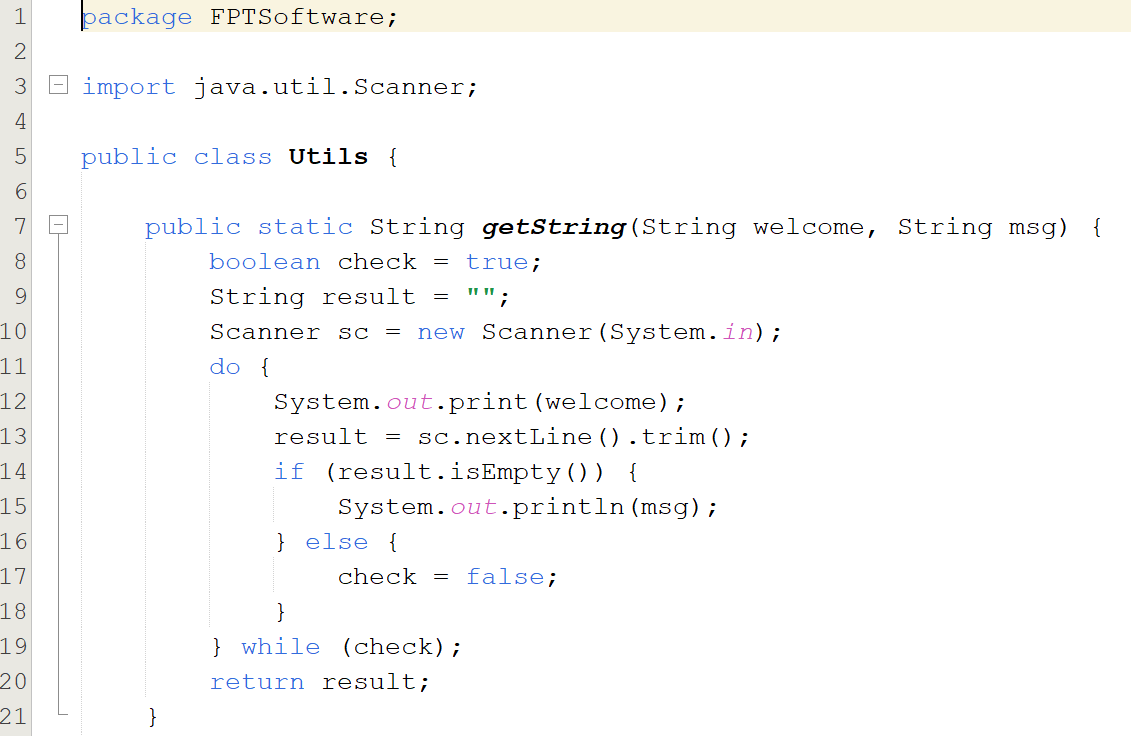 1 package FPTSoftware;
2
3 import java.util.Scanner;
4
5 public class Utils {
6
7     public static String getString(String welcome, String msg) {
8         boolean check = true;
9         String result = "";
10         Scanner sc = new Scanner(System.in);
11         do {
12             System.out.print(welcome);
13             result = sc.nextLine().trim();
14             if (result.isEmpty()) {
15                 System.out.println(msg);
16             } else {
17                 check = false;
18             }
19         } while (check);
20         return result;
21     }